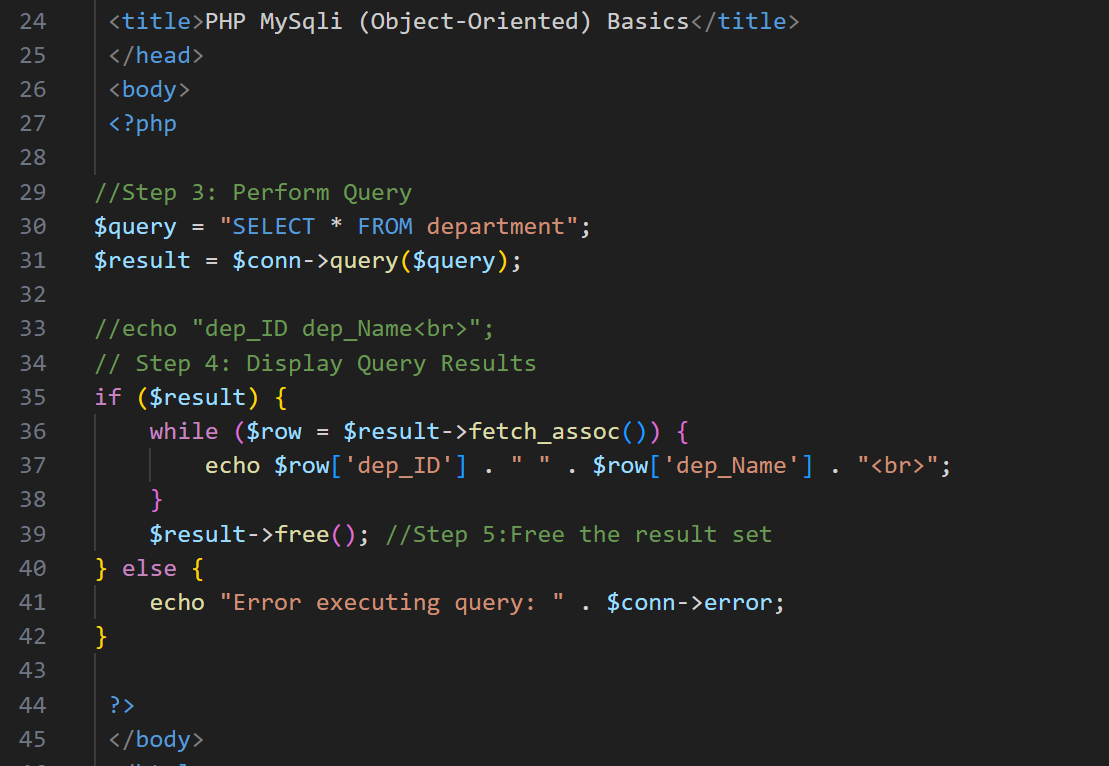 24 <title>PHP MySqli (Object-Oriented) Basics</title>
25 </head>
26 <body>
27 <?php
28
29 //Step 3: Perform Query
30 $query = "SELECT * FROM department";
31 $result = $conn->query($query);
32
33 //echo "dep_ID dep_Name<br>";
34 // Step 4: Display Query Results
35 if ($result) {
36     while ($row = $result->fetch_assoc()) {
37         echo $row['dep_ID'] . " " . $row['dep_Name'] . "<br>";
38     }
39     $result->free(); //Step 5:Free the result set
40 } else {
41     echo "Error executing query: " . $conn->error;
42 }
43
44 ?>
45 </body>